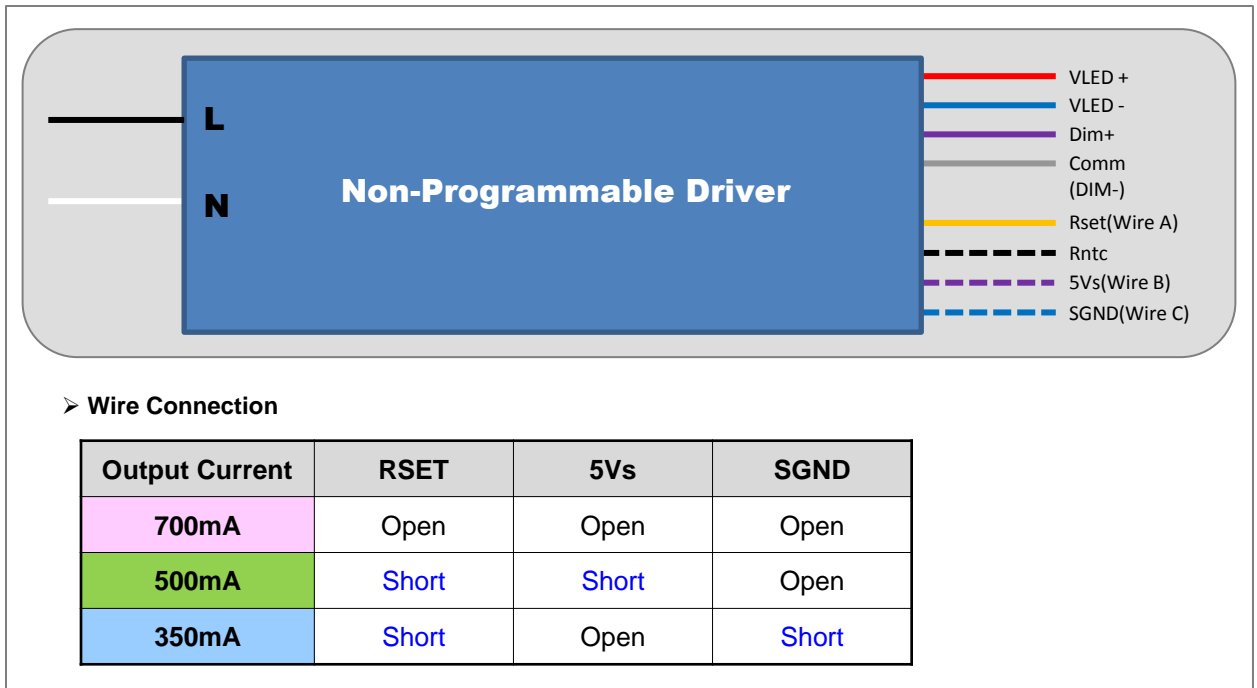 L
N
Non-Programmable Driver
VLED +
VLED -
Dim+
Comm
(DIM-)
Rset(Wire A)
Rntc
5Vs(Wire B)
SGND(Wire C)
➢ Wire Connection
Output Current RSET 5Vs SGND
700mA Open Open Open
500mA Short Short Open
350mA Short Open Short